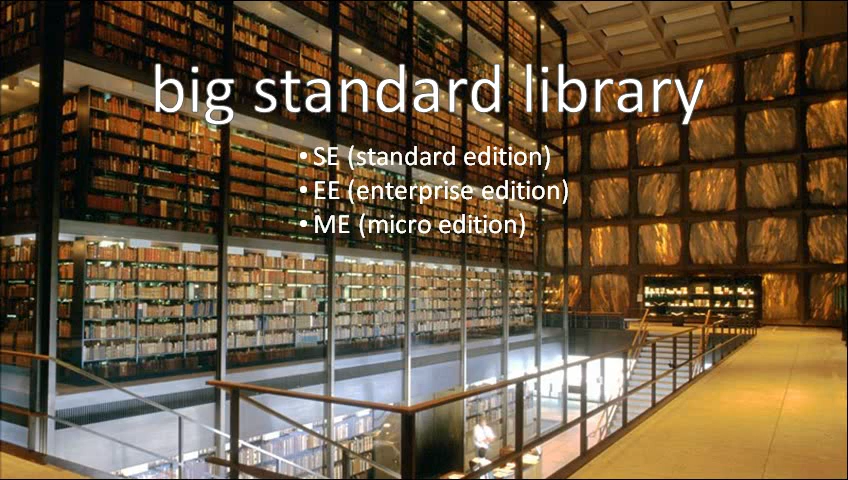 big standard library
• SE (standard edition)
• EE (enterprise edition)
• ME (micro edition)